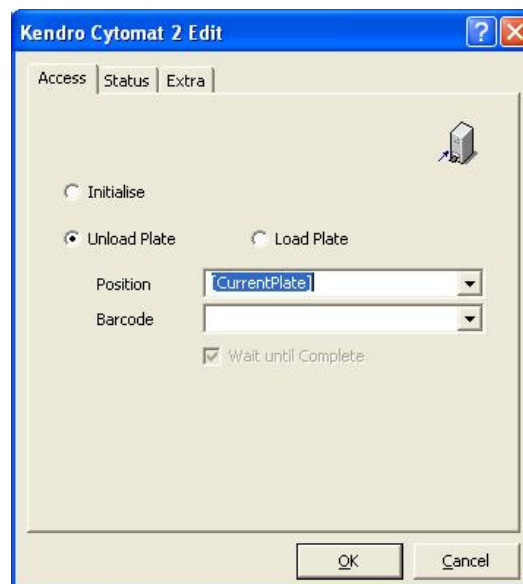 Kendro Cytomat 2 Edit
Access Status Extra
Initialise
Unload Plate Load Plate
Position [CurrentPlate]
Barcode
Wait until Complete
OK Cancel